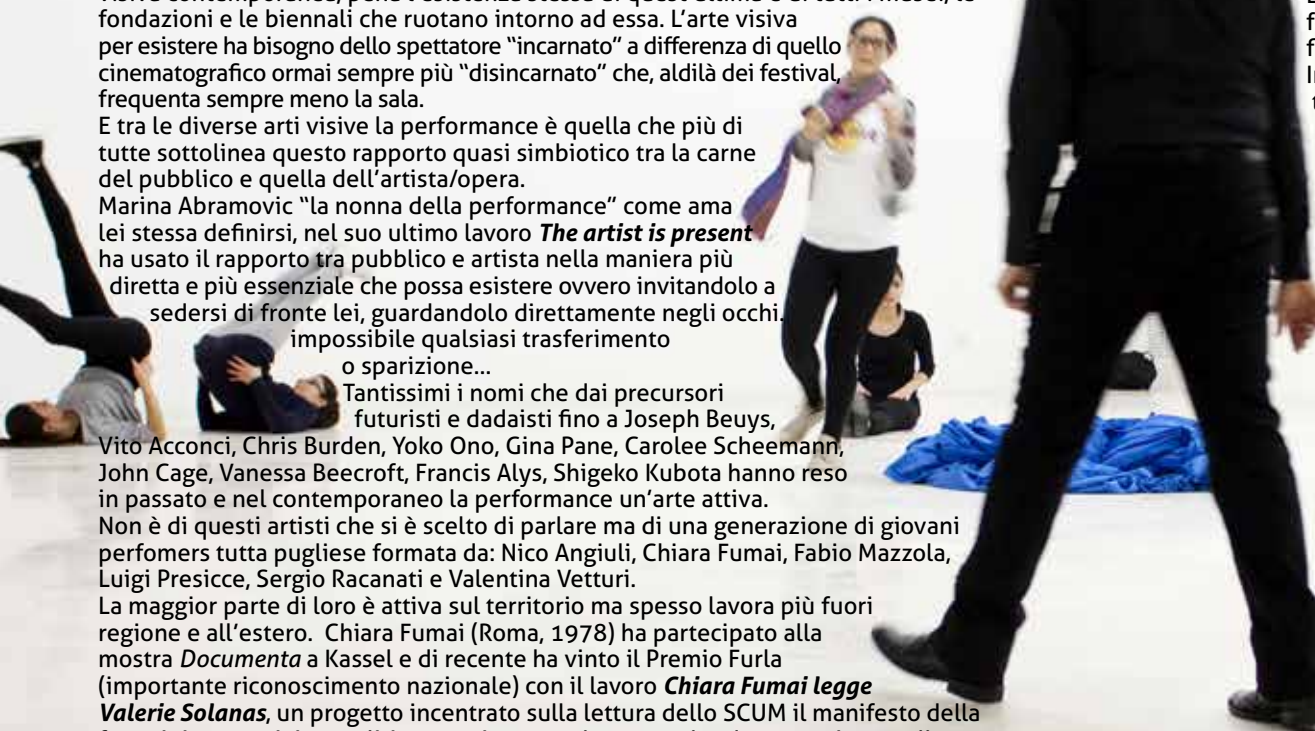 fondazioni e le biennali che ruotano intorno ad essa. L’arte visiva
per esistere ha bisogno dello spettatore “incarnato” a differenza di quello
cinematografico ormai sempre più “disincarnato” che, aldilà dei festival,
frequenta sempre meno la sala.
E tra le diverse arti visive la performance è quella che più di
tutte sottolinea questo rapporto quasi simbiotico tra la carne
del pubblico e quella dell’artista/opera.
Marina Abramovic “la nonna della performance” come ama
lei stessa definirsi, nel suo ultimo lavoro The artist is present
ha usato il rapporto tra pubblico e artista nella maniera più
diretta e più essenziale che possa esistere ovvero invitandolo a
sedersi di fronte lei, guardandolo direttamente negli occhi.
impossibile qualsiasi trasferimento
o sparizione...
Tantissimi i nomi che dai precursori
futuristi e dadaisti fino a Joseph Beuys,
Vito Acconci, Chris Burden, Yoko Ono, Gina Pane, Carolee Scheemann,
John Cage, Vanessa Beecroft, Francis Alys, Shigeko Kubota hanno reso
in passato e nel contemporaneo la performance un’arte attiva.
Non è di questi artisti che si è scelto di parlare ma di una generazione di giovani
perfomers tutta pugliese formata da: Nico Angiuli, Chiara Fumai, Fabio Mazzola,
Luigi Presicce, Sergio Racanati e Valentina Vetturi.
La maggior parte di loro è attiva sul territorio ma spesso lavora più fuori
regione e all’estero. Chiara Fumai (Roma, 1978) ha partecipato alla
mostra Documenta a Kassel e di recente ha vinto il Premio Furla
(importante riconoscimento nazionale) con il lavoro Chiara Fumai legge
Valerie Solanas, un progetto incentrato sulla lettura dello SCUM il manifesto della